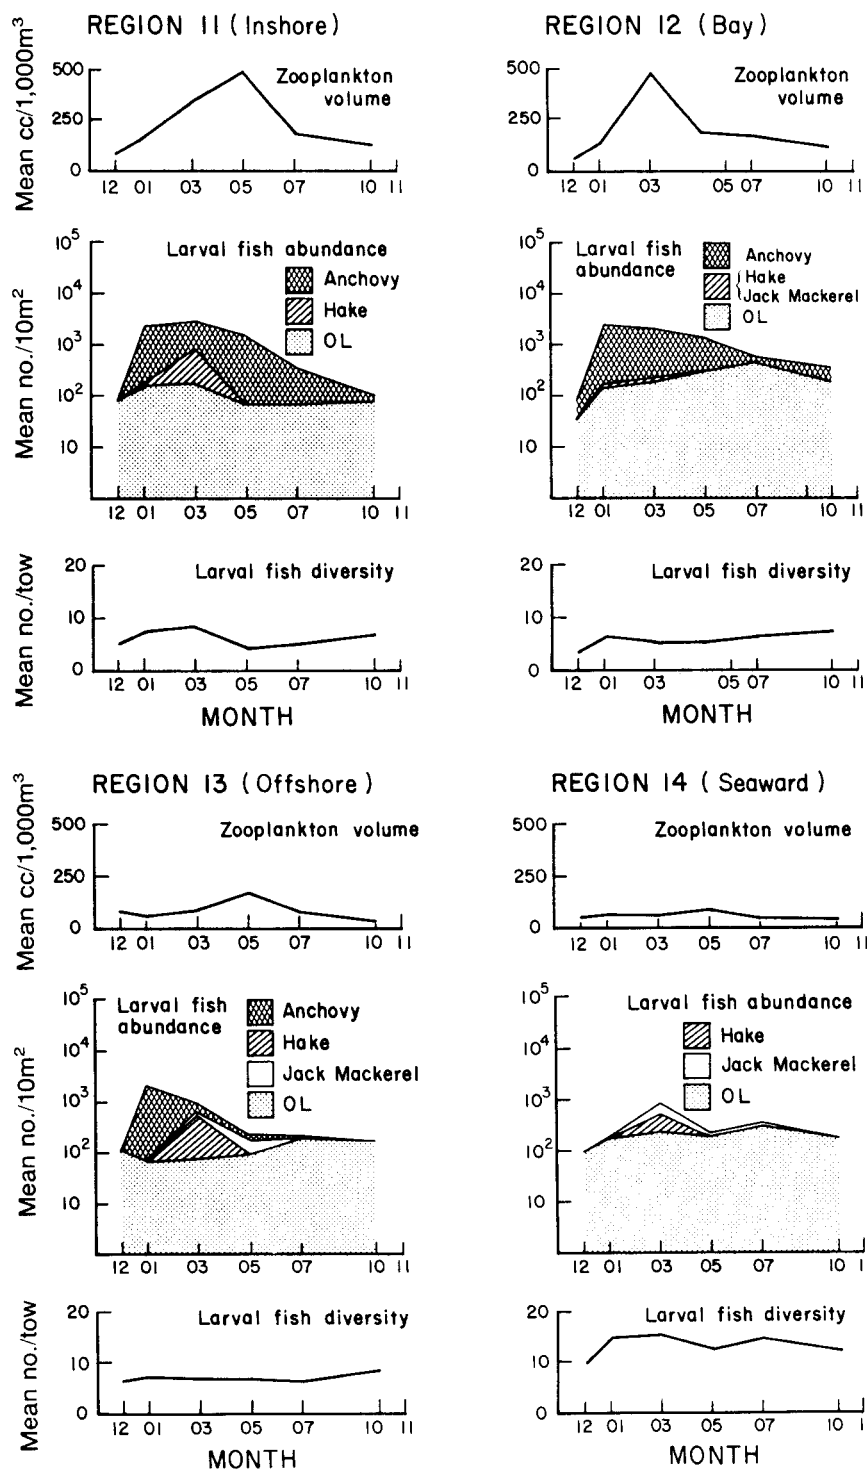 REGION 11 (Inshore)
Mean cc/1,000m³
500
250
0
Zooplankton
volume
12 01 03 05 07 10 11
Mean no./10m²
10⁵
10⁴
10³
10²
10
Larval fish abundance
Anchovy
Hake
OL
12 01 03 05 07 10 11
Mean no./tow
20
10
0
Larval fish diversity
12 01 03 05 07 10 11
MONTH
REGION 12 (Bay)
500
250
0
Zooplankton
volume
12 01 03 05 07 10 11
10⁵
10⁴
10³
10²
10
Larval fish
abundance
Anchovy
Hake
Jack Mackerel
OL
12 01 03 05 07 10 11
20
10
0
Larval fish diversity
12 01 03 05 07 10 11
MONTH
REGION 13 (Offshore)
Mean cc/1,000m³
500
250
0
Zooplankton volume
12 01 03 05 07 10 11
Mean no./10m²
10⁵
10⁴
10³
10²
10
Larval fish
abundance
Anchovy
Hake
Jack Mackerel
OL
12 01 03 05 07 10 11
Mean no./tow
20
10
0
Larval fish diversity
12 01 03 05 07 10 11
MONTH
REGION 14 (Seaward)
500
250
0
Zooplankton volume
12 01 03 05 07 10 11
10⁵
10⁴
10³
10²
10
Larval fish abundance
Hake
Jack Mackerel
OL
12 01 03 05 07 10 1
20
10
0
Larval fish diversity
12 01 03 05 07 10 1
MONTH